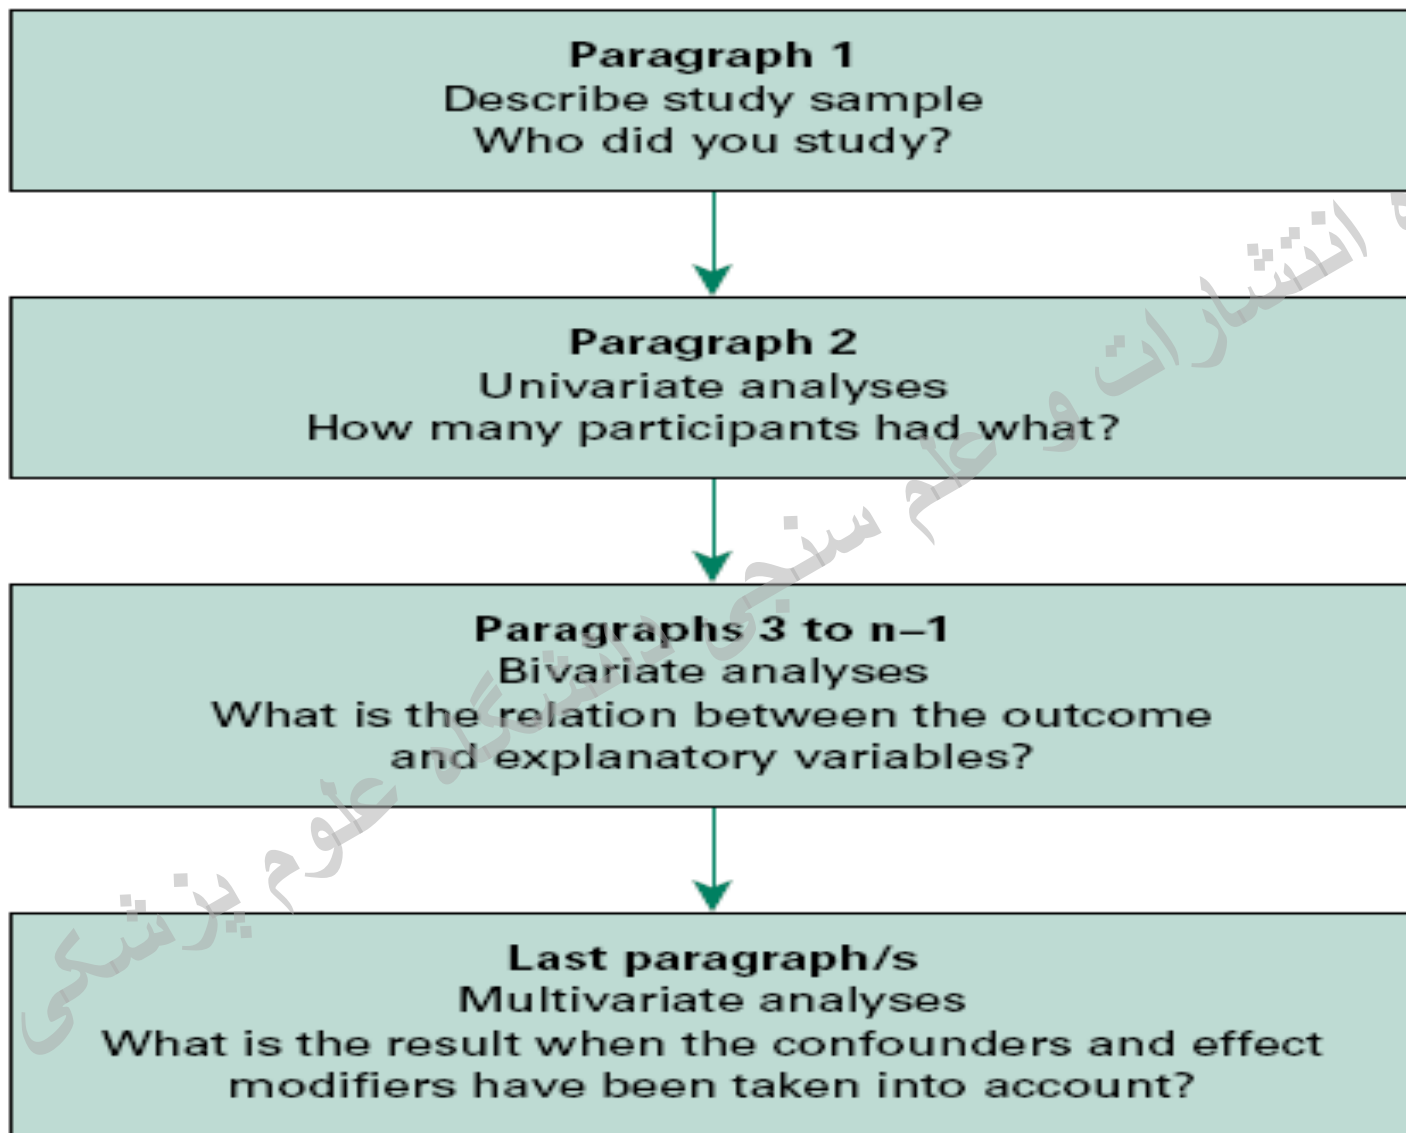 Paragraph 1
Describe study sample
Who did you study?
Paragraph 2
Univariate analyses
How many participants had what?
Paragraphs 3 to n–1
Bivariate analyses
What is the relation between the outcome
and explanatory variables?
Last paragraph/s
Multivariate analyses
What is the result when the confounders and effect
modifiers have been taken into account?
انتشارات و علم سنجی دانشگاه علوم پزشکی